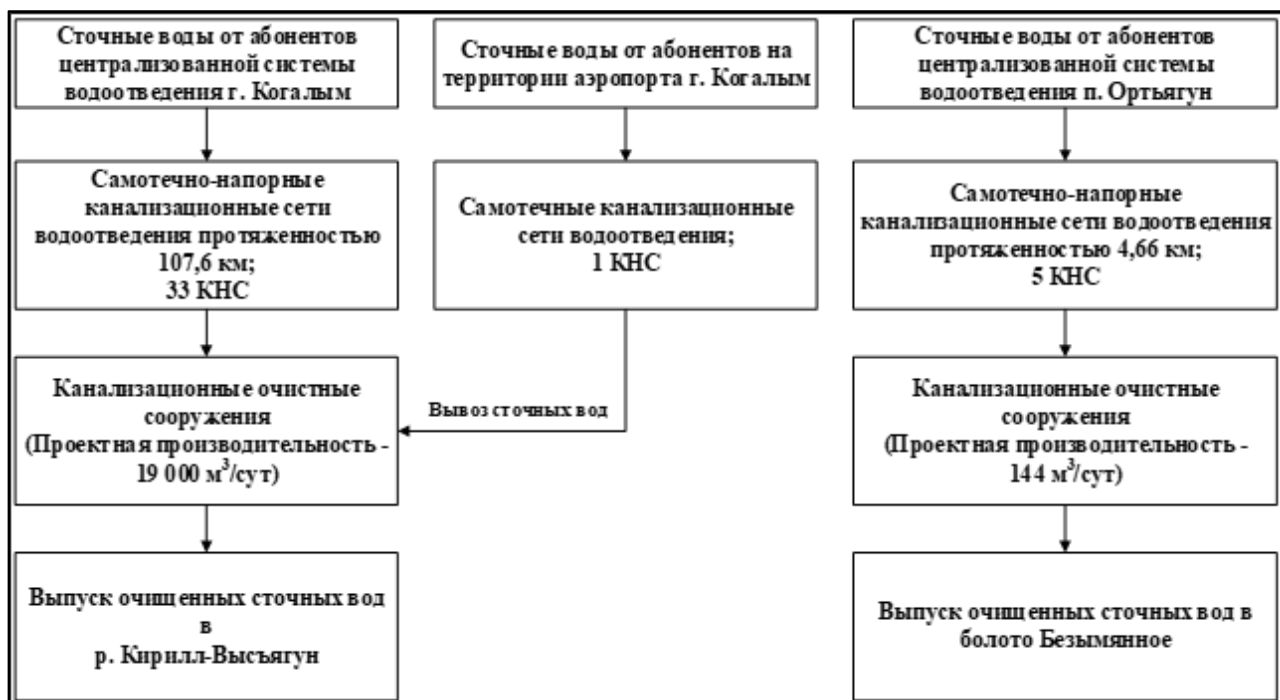 Сточные воды от абонентов
централизованной системы
водоотведения г. Когалым
Сточные воды от абонентов на
территории аэропорта г. Когалым
Сточные воды от абонентов
централизованной системы
водоотведения п. Ортьягун
Самотечно-напорные
канализационные сети
водоотведения протяженностью
107,6 км;
33 КНС
Самотечные канализационные
сети водоотведения;
1 КНС
Самотечно-напорные
канализационные сети водоотведения
протяженностью 4,66 км;
5 КНС
Канализационные очистные
сооружения
(Проектная производительность -
19 000 м³/сут)
Вывоз сточных вод
Канализационные очистные
сооружения
(Проектная производительность -
144 м³/сут)
Выпуск очищенных сточных вод
в
р. Кирилл-Высъягун
Выпуск очищенных сточных вод в
болото Безымянное